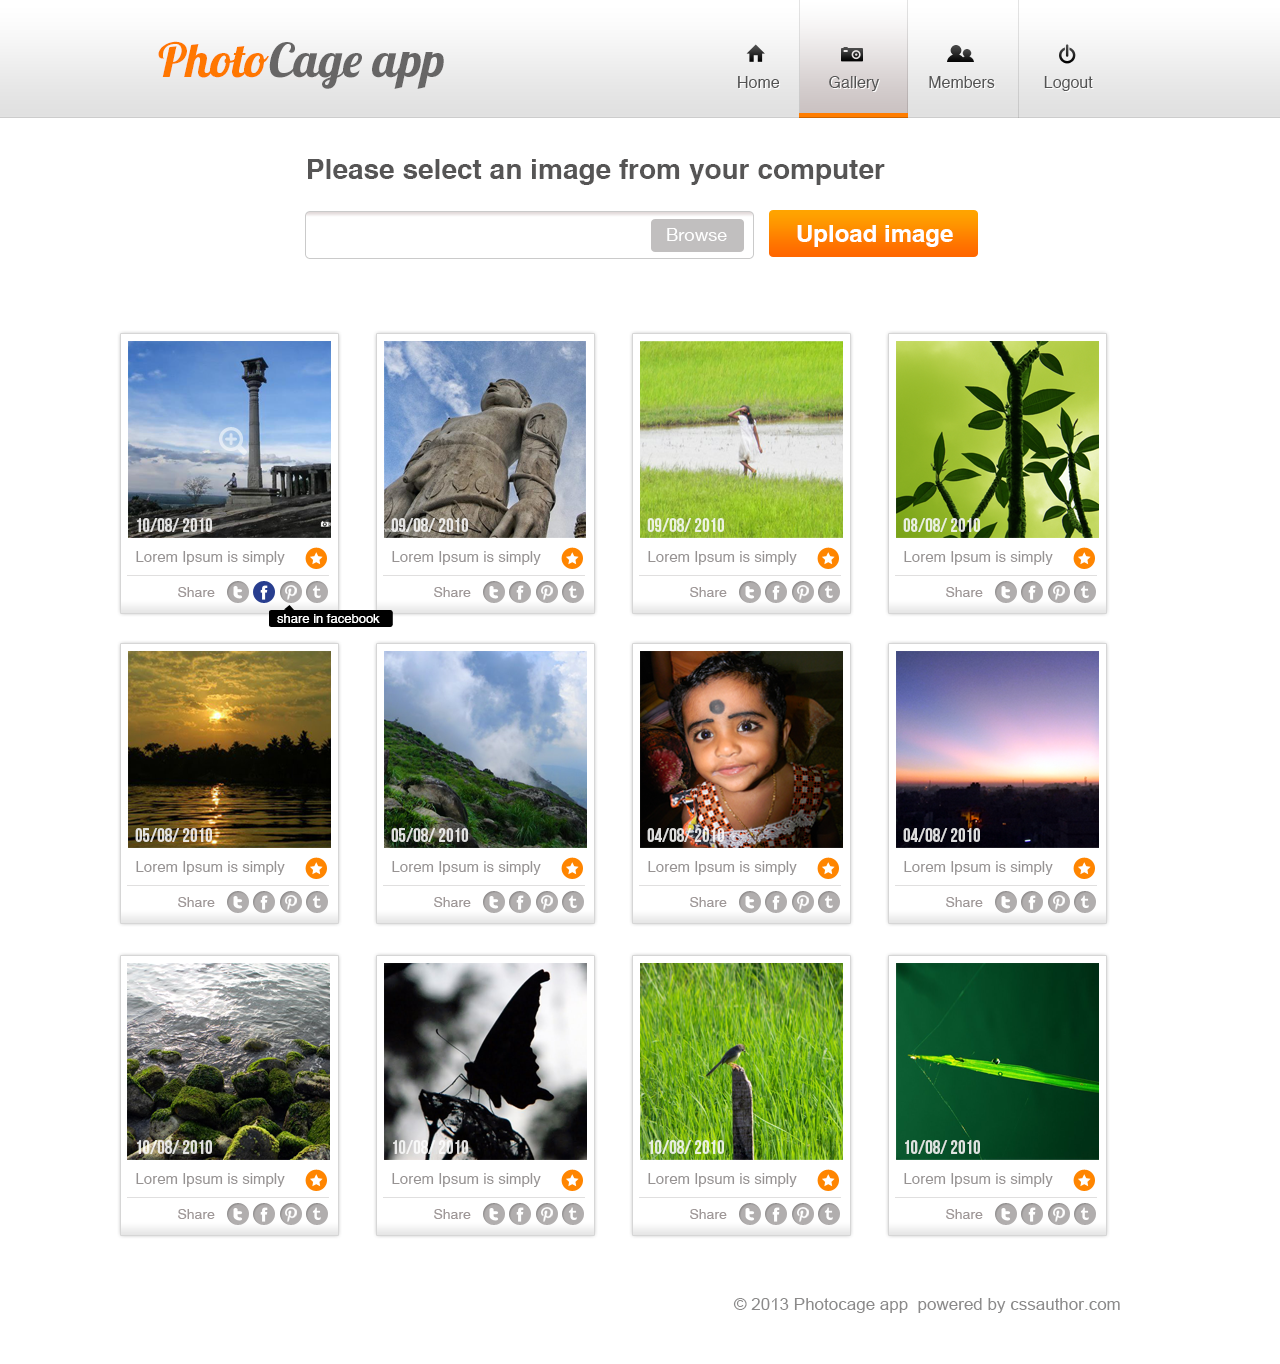 PhotoCage app
Home
Gallery
Members
Logout
Please select an image from your computer
Browse
Upload image
10/08/ 2010
09/08/ 2010
09/08/ 2010
08/08/ 2010
Lorem Ipsum is simply
Lorem Ipsum is simply
Lorem Ipsum is simply
Lorem Ipsum is simply
Share
Share
Share
Share
share in facebook
05/08/ 2010
05/08/ 2010
04/08/ 2010
04/08/ 2010
Lorem Ipsum is simply
Lorem Ipsum is simply
Lorem Ipsum is simply
Lorem Ipsum is simply
Share
Share
Share
Share
10/08/ 2010
10/08/ 2010
10/08/ 2010
10/08/ 2010
Lorem Ipsum is simply
Lorem Ipsum is simply
Lorem Ipsum is simply
Lorem Ipsum is simply
Share
Share
Share
Share
© 2013 Photocage app powered by cssauthor.com